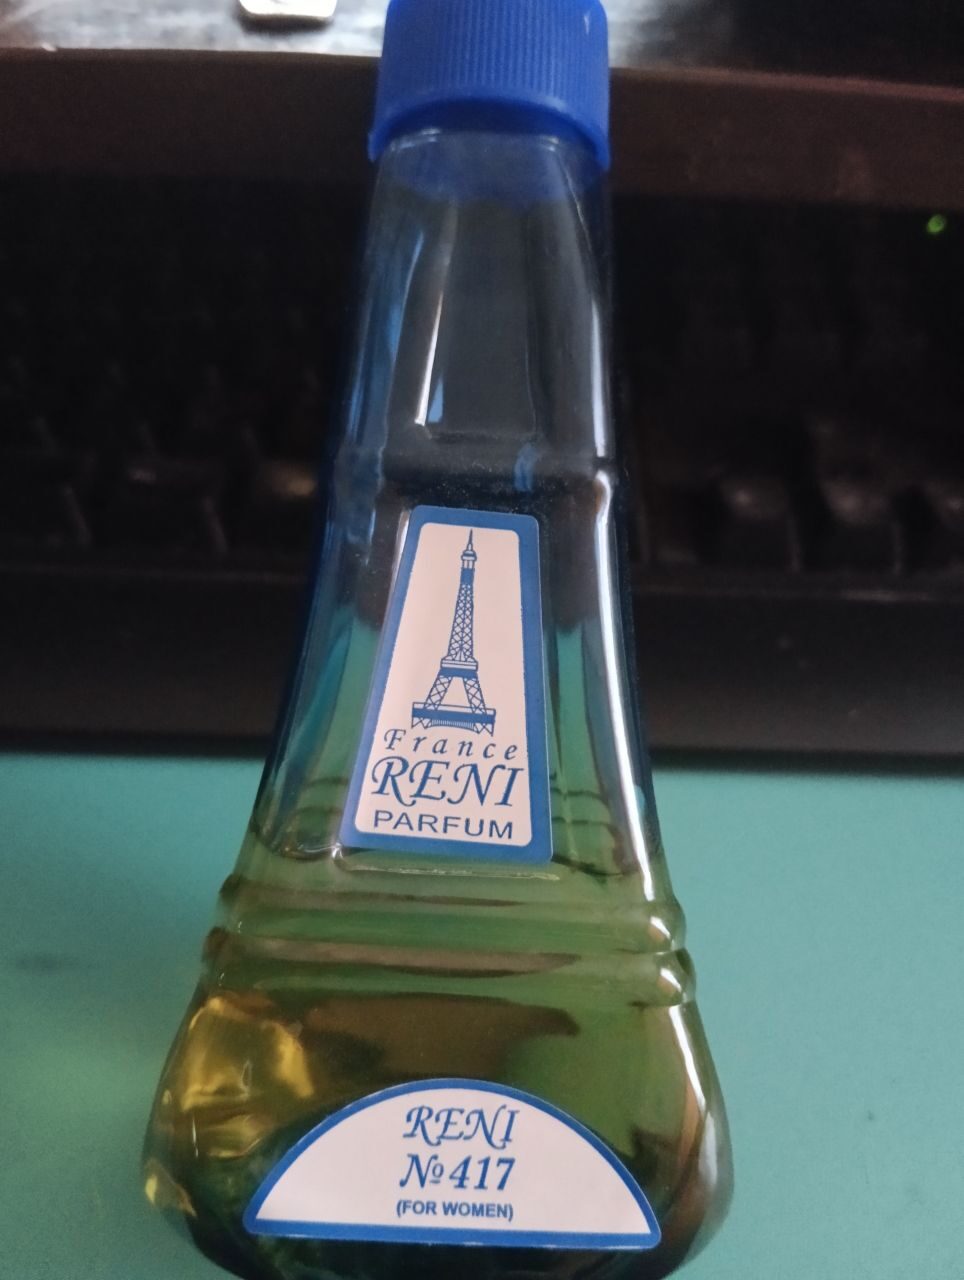 France
RENI
PARFUM
RENI
№417
(FOR WOMEN)